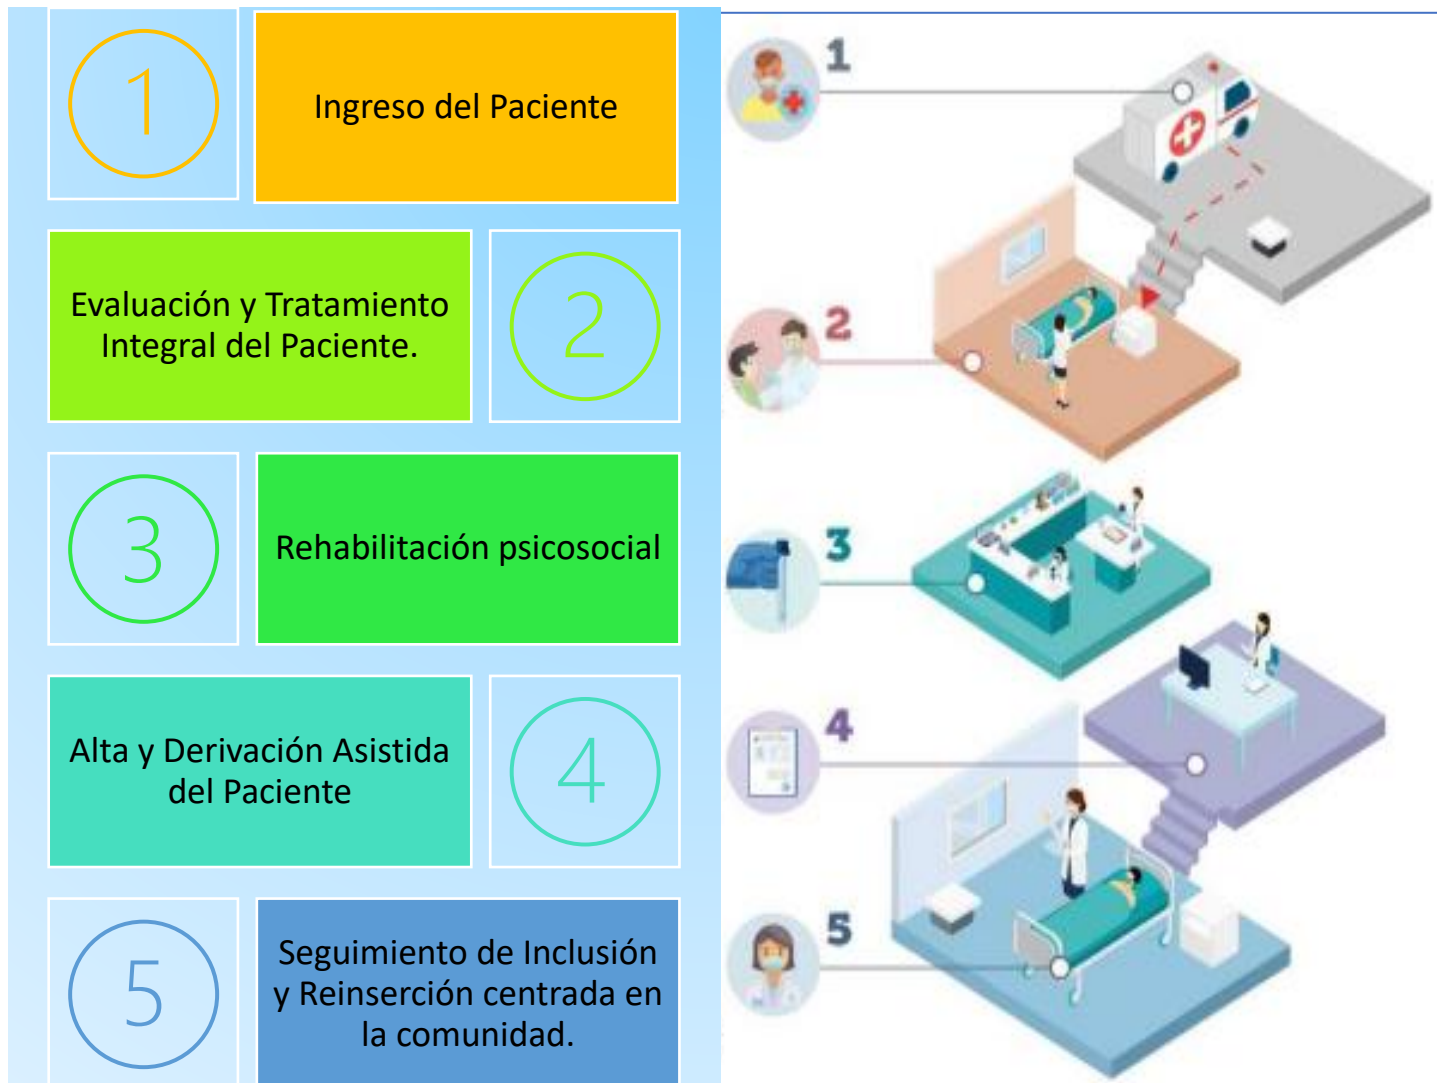 1
Ingreso del Paciente
Evaluación y Tratamiento
Integral del Paciente.
2
3
Rehabilitación psicosocial
Alta y Derivación Asistida
del Paciente
4
5
Seguimiento de Inclusión
y Reinserción centrada en
la comunidad.
1
2
3
4
5